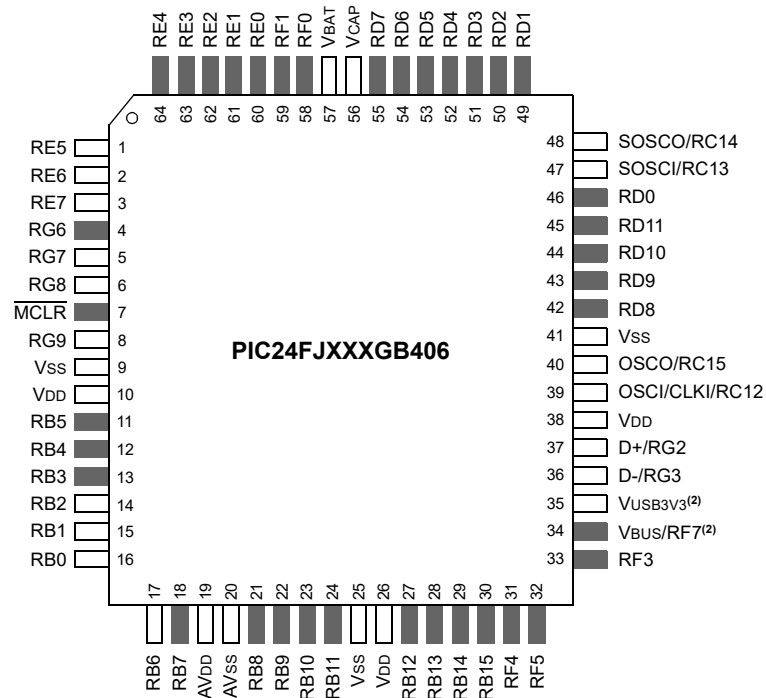 RE4 RE3 RE2 RE1 RE0 RF1 RF0 VBAT VCAP RD7 RD6 RD5 RD4 RD3 RD2 RD1
64 63 62 61 60 59 58 57 56 55 54 53 52 51 50 49
RE5 1
RE6 2
RE7 3
RG6 4
RG7 5
RG8 6
MCLR 7
RG9 8
VSS 9
VDD 10
RB5 11
RB4 12
RB3 13
RB2 14
RB1 15
RB0 16
PIC24FJXXXGB406
48 SOSCO/RC14
47 SOSCI/RC13
46 RD0
45 RD11
44 RD10
43 RD9
42 RD8
41 VSS
40 OSCO/RC15
39 OSCI/CLKI/RC12
38 VDD
37 D+/RG2
36 D-/RG3
35 VUSB3V3(2)
34 VBUS/RF7(2)
33 RF3
17 18 19 20 21 22 23 24 25 26 27 28 29 30 31 32
RB6 RB7 AVDD AVSS RB8 RB9 RB10 RB11 VSS VDD RB12 RB13 RB14 RB15 RF4 RF5